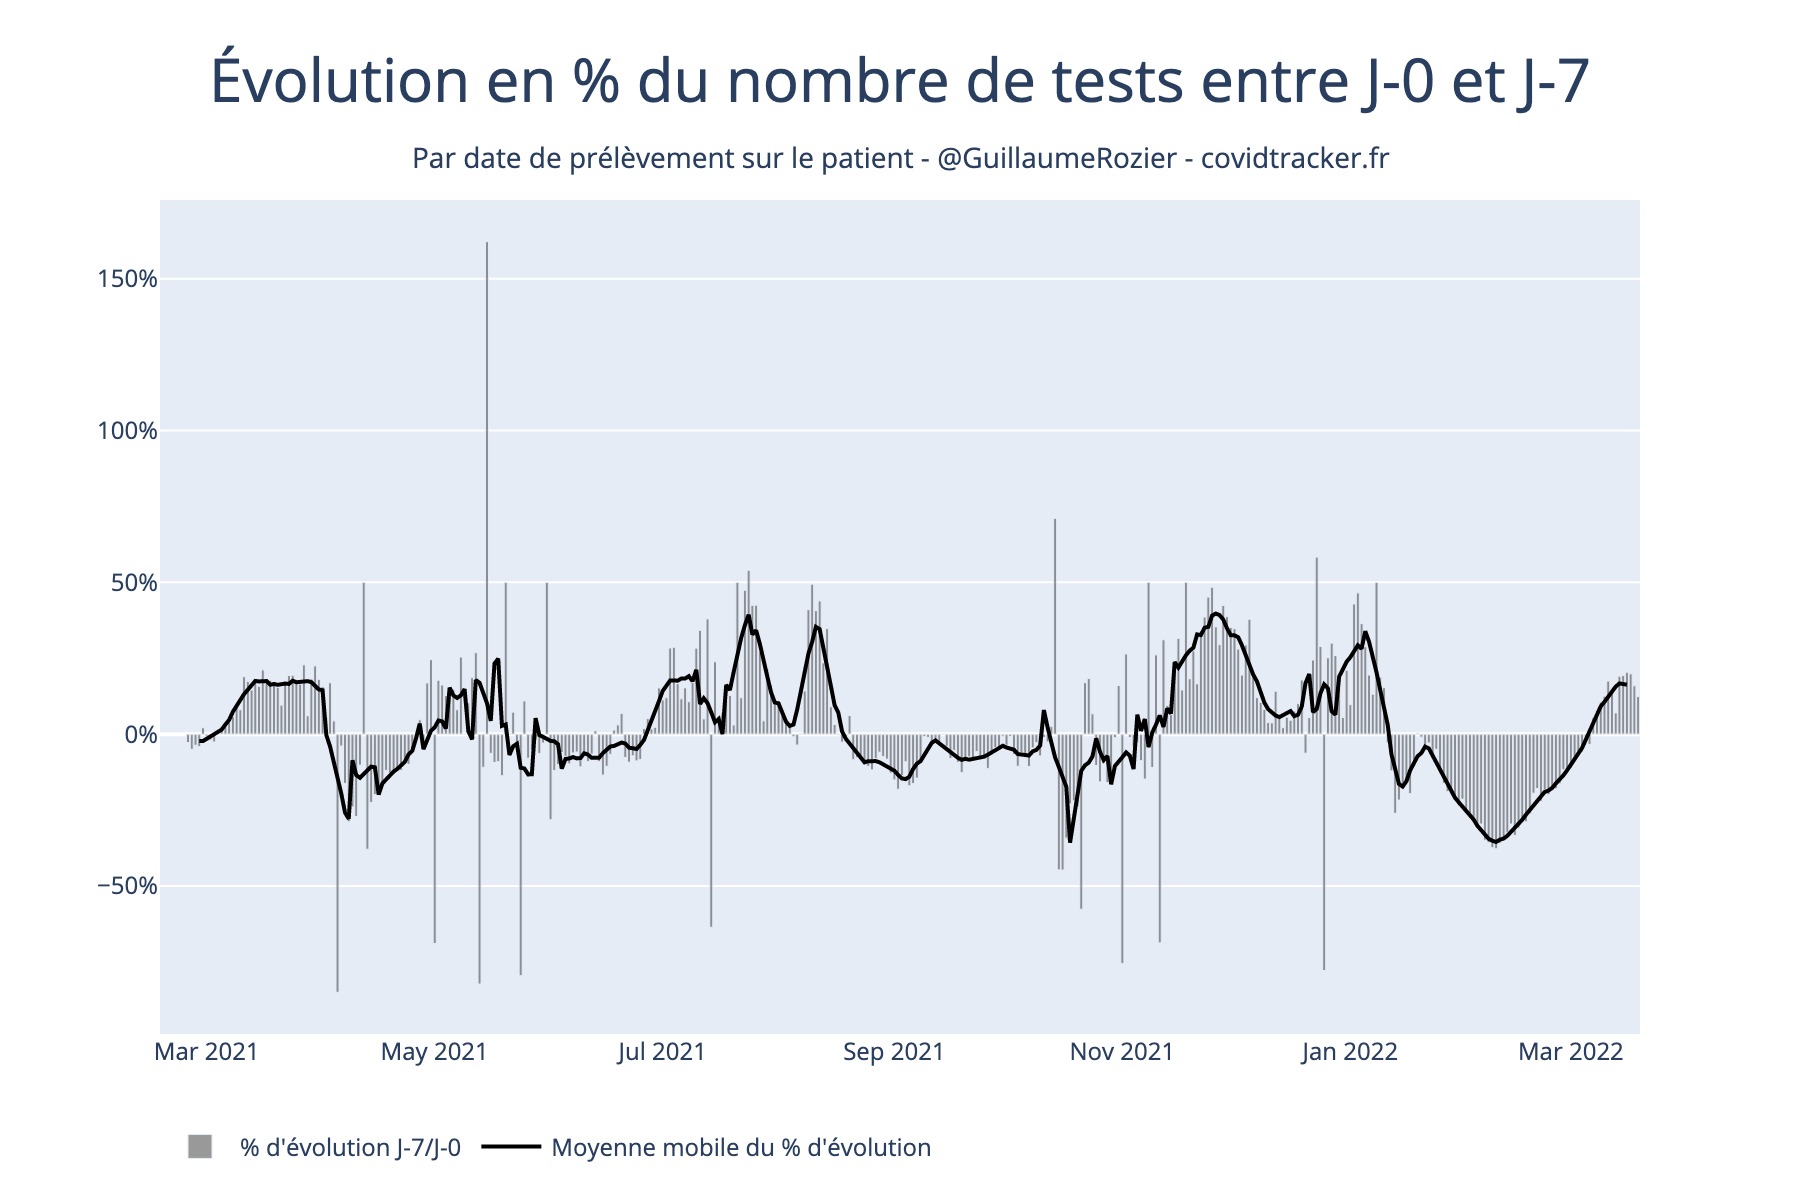 Évolution en % du nombre de tests entre J-0 et J-7
Par date de prélèvement sur le patient - @GuillaumeRozier - covidtracker.fr
150%
100%
50%
0%
−50%
Mar 2021
May 2021
Jul 2021
Sep 2021
Nov 2021
Jan 2022
Mar 2022
% d'évolution J-7/J-0
Moyenne mobile du % d'évolution